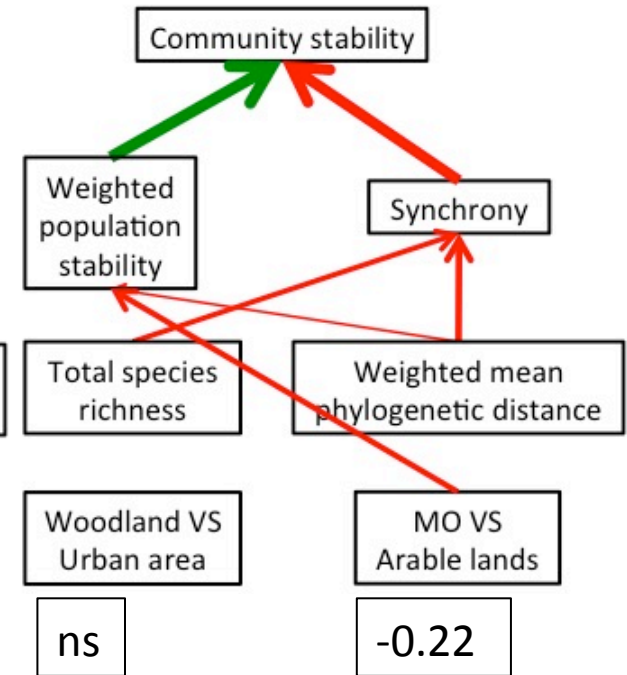 Community stability
Weighted
population
stability
Synchrony
Total species
richness
Weighted mean
phylogenetic distance
Woodland VS
Urban area
MO VS
Arable lands
ns
-0.22